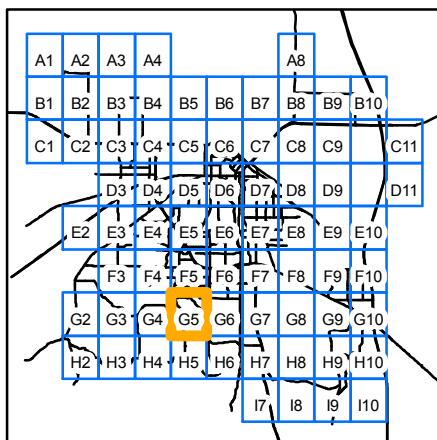 A1 A2 A3 A4 A8
B1 B2 B3 B4 B5 B6 B7 B8 B9 B10
C1 C2 C3 C4 C5 C6 C7 C8 C9 C11
D3 D4 D5 D6 D7 D8 D9 D11
E2 E3 E4 E5 E6 E7 E8 E9 E10
F3 F4 F5 F6 F7 F8 F9 F10
G2 G3 G4 G5 G6 G7 G8 G9 G10
H2 H3 H4 H5 H6 H7 H8 H9 H10
I7 I8 I9 I10